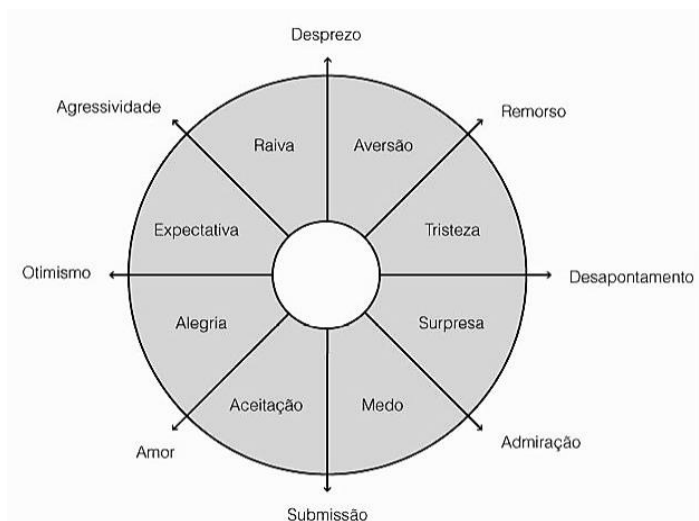 Desprezo
Agressividade
Remorso
Raiva
Aversão
Expectativa
Tristeza
Otimismo
Desapontamento
Alegria
Surpresa
Aceitação
Medo
Amor
Admiração
Submissão